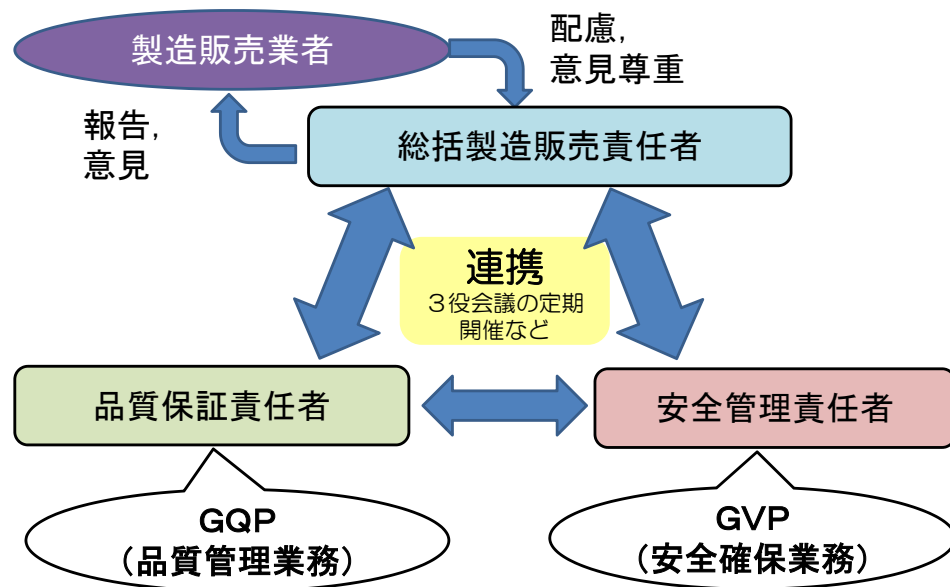 製造販売業者
配慮,
意見尊重
報告,
意見
総括製造販売責任者
連携
３役会議の定期
開催など
品質保証責任者
安全管理責任者
GQP
（品質管理業務）
GVP
（安全確保業務）